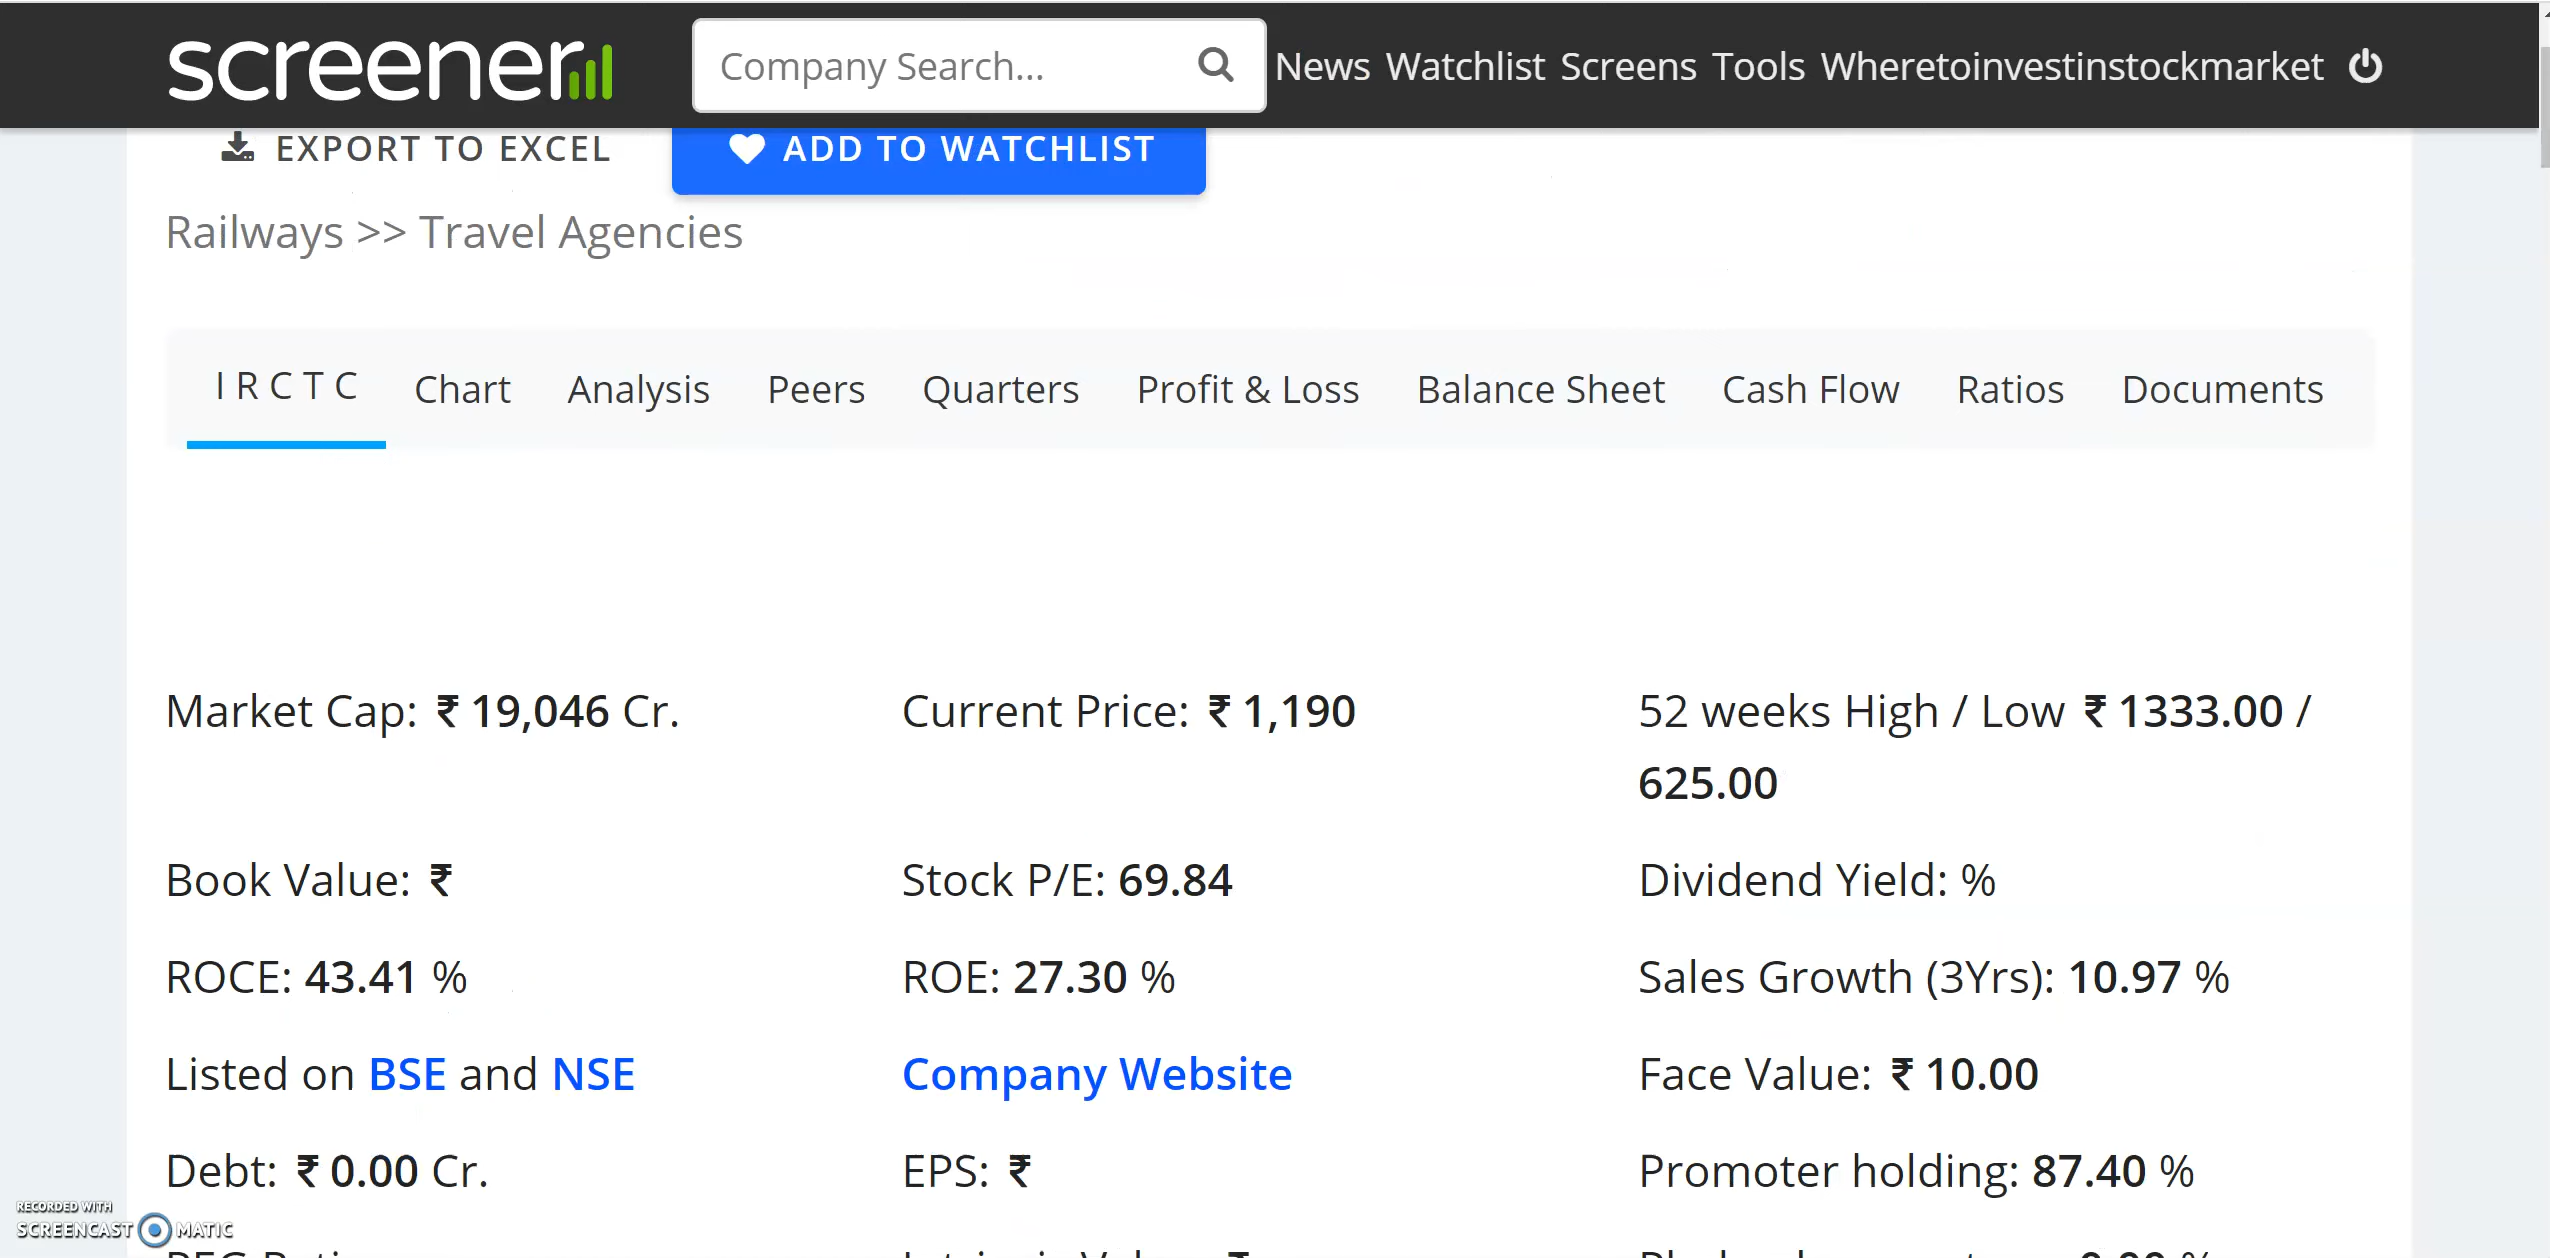 screener
Company Search...
News Watchlist Screens Tools Wheretoinvestinstockmarket
EXPORT TO EXCEL
ADD TO WATCHLIST
Railways >> Travel Agencies
I R C T C Chart Analysis Peers Quarters Profit & Loss Balance Sheet Cash Flow Ratios Documents
Market Cap: ₹ 19,046 Cr.
Current Price: ₹ 1,190
52 weeks High / Low ₹ 1333.00 /
625.00
Book Value: ₹
Stock P/E: 69.84
Dividend Yield: %
ROCE: 43.41 %
ROE: 27.30 %
Sales Growth (3Yrs): 10.97 %
Listed on BSE and NSE
Company Website
Face Value: ₹ 10.00
Debt: ₹ 0.00 Cr.
EPS: ₹
Promoter holding: 87.40 %
RECORDED WITH
SCREENCAST MATIC